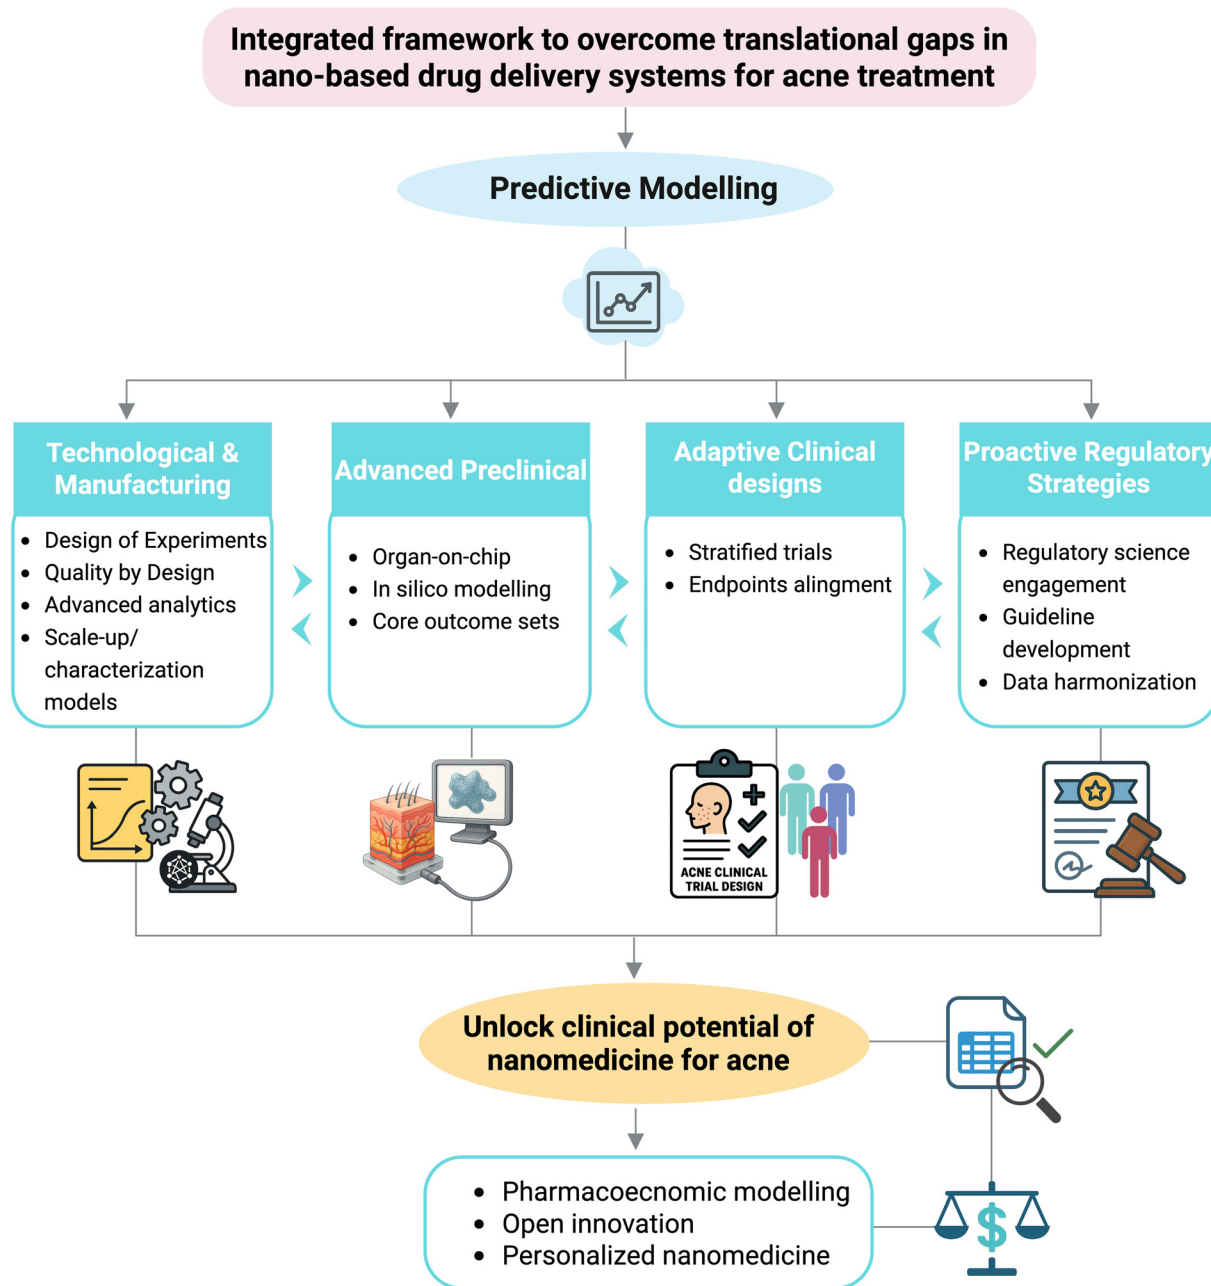 Integrated framework to overcome translational gaps in
nano-based drug delivery systems for acne treatment
Predictive Modelling
Technological &
Manufacturing
• Design of Experiments
• Quality by Design
• Advanced analytics
• Scale-up/
characterization
models
Advanced Preclinical
• Organ-on-chip
• In silico modelling
• Core outcome sets
Adaptive Clinical
designs
• Stratified trials
• Endpoints alingment
Proactive Regulatory
Strategies
• Regulatory science
engagement
• Guideline
development
• Data harmonization
ACNE CLINICAL
TRIAL DESIGN
Unlock clinical potential of
nanomedicine for acne
• Pharmacoecnomic modelling
• Open innovation
• Personalized nanomedicine
$